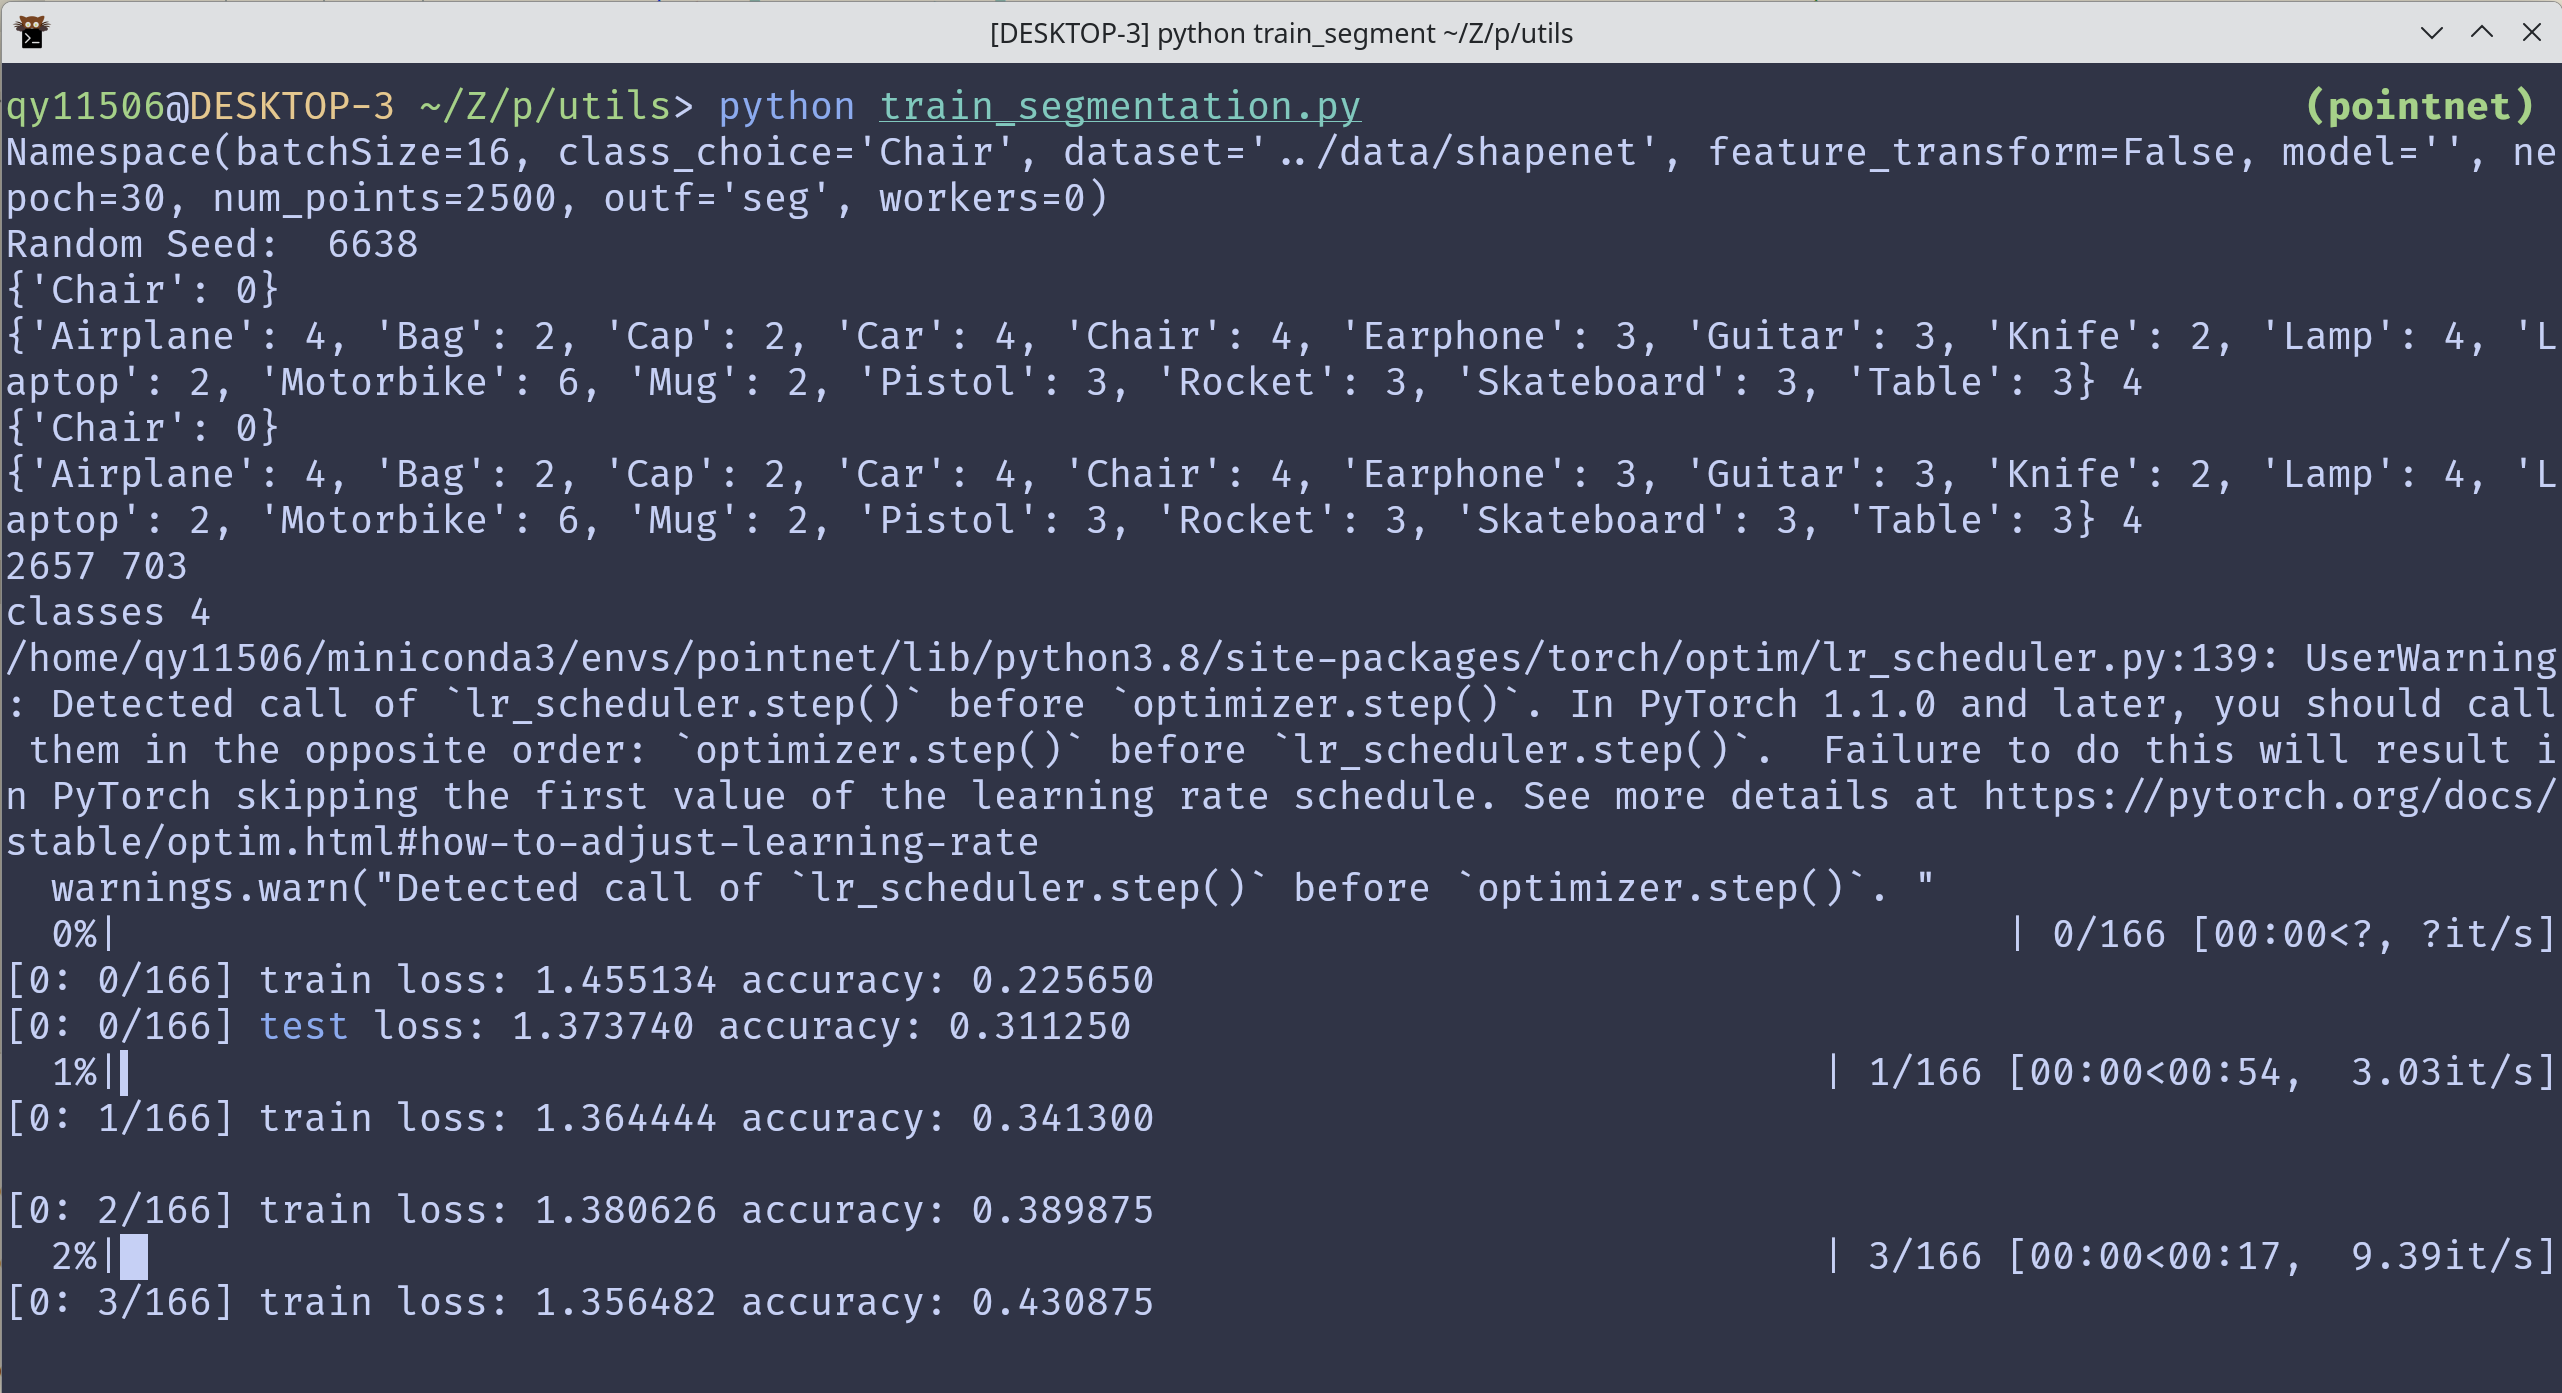 [DESKTOP-3] python train_segment ~/Z/p/utils
qy11506@DESKTOP-3 ~/Z/p/utils> python train_segmentation.py (pointnet)
Namespace(batchSize=16, class_choice='Chair', dataset='../data/shapenet', feature_transform=False, model='', ne
poch=30, num_points=2500, outf='seg', workers=0)
Random Seed:  6638
{'Chair': 0}
{'Airplane': 4, 'Bag': 2, 'Cap': 2, 'Car': 4, 'Chair': 4, 'Earphone': 3, 'Guitar': 3, 'Knife': 2, 'Lamp': 4, 'L
aptop': 2, 'Motorbike': 6, 'Mug': 2, 'Pistol': 3, 'Rocket': 3, 'Skateboard': 3, 'Table': 3} 4
{'Chair': 0}
{'Airplane': 4, 'Bag': 2, 'Cap': 2, 'Car': 4, 'Chair': 4, 'Earphone': 3, 'Guitar': 3, 'Knife': 2, 'Lamp': 4, 'L
aptop': 2, 'Motorbike': 6, 'Mug': 2, 'Pistol': 3, 'Rocket': 3, 'Skateboard': 3, 'Table': 3} 4
2657 703
classes 4
/home/qy11506/miniconda3/envs/pointnet/lib/python3.8/site-packages/torch/optim/lr_scheduler.py:139: UserWarning
: Detected call of `lr_scheduler.step()` before `optimizer.step()`. In PyTorch 1.1.0 and later, you should call
 them in the opposite order: `optimizer.step()` before `lr_scheduler.step()`.  Failure to do this will result i
n PyTorch skipping the first value of the learning rate schedule. See more details at https://pytorch.org/docs/
stable/optim.html#how-to-adjust-learning-rate
  warnings.warn("Detected call of `lr_scheduler.step()` before `optimizer.step()`. "
  0%| | 0/166 [00:00<?, ?it/s]
[0: 0/166] train loss: 1.455134 accuracy: 0.225650
[0: 0/166] test loss: 1.373740 accuracy: 0.311250
  1%| | 1/166 [00:00<00:54,  3.03it/s]
[0: 1/166] train loss: 1.364444 accuracy: 0.341300
[0: 2/166] train loss: 1.380626 accuracy: 0.389875
  2%| | 3/166 [00:00<00:17,  9.39it/s]
[0: 3/166] train loss: 1.356482 accuracy: 0.430875